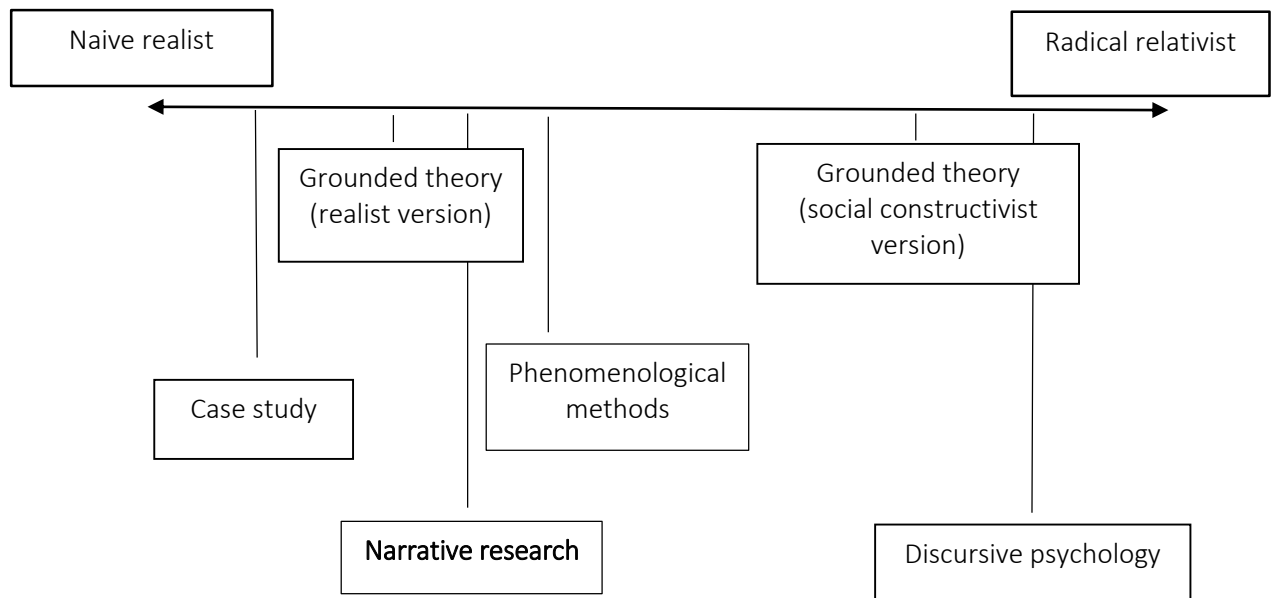 Naive realist
Radical relativist
Grounded theory
(realist version)
Grounded theory
(social constructivist
version)
Phenomenological
methods
Case study
Narrative research
Discursive psychology